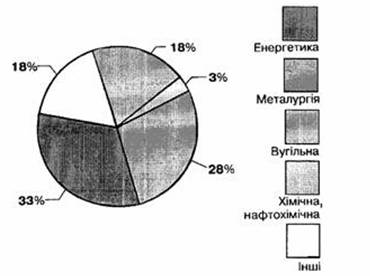 18%
18%
3%
28%
33%
Енергетика
Металургія
Вугільна
Хімічна,
нафтохімічна
Інші